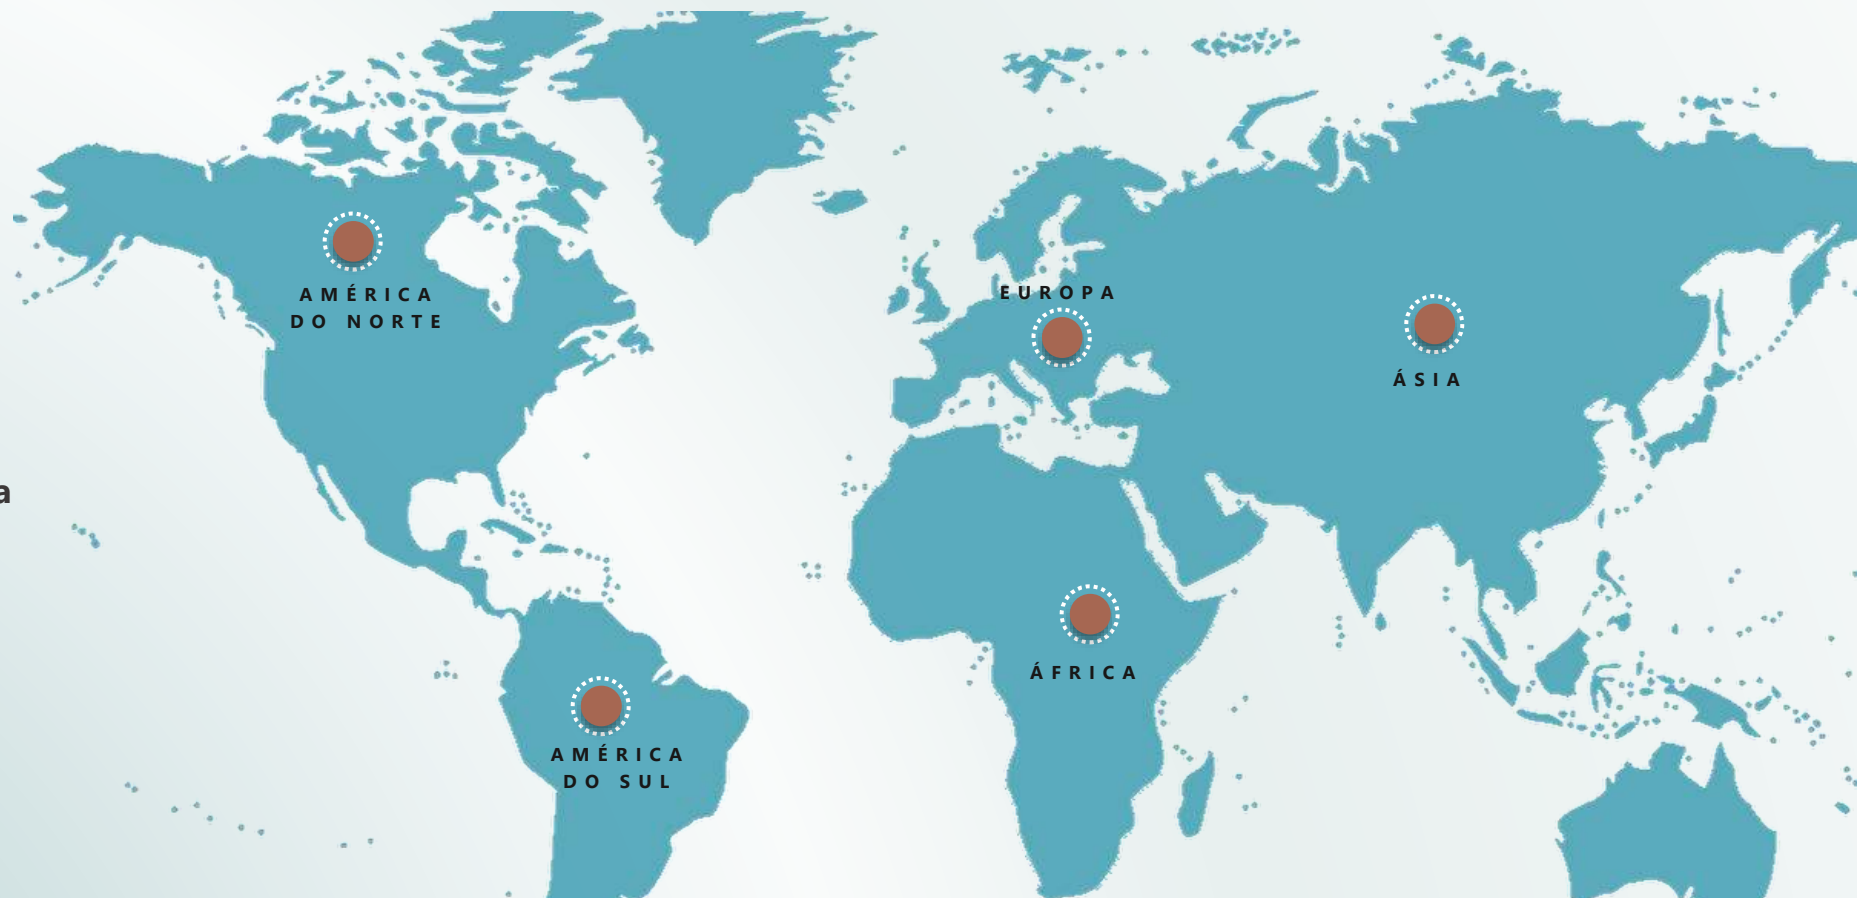 EUROPA
AMÉRICA
DO NORTE
ÁSIA
a
ÁFRICA
AMÉRICA
DO SUL